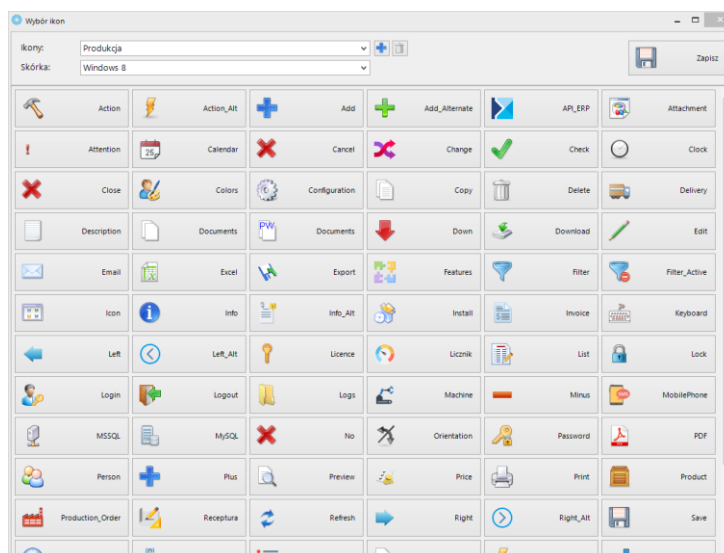 Wybór ikon
Ikony: Produkcja
Skórka: Windows 8
Zapisz
Action Action_Alt Add Add_Alternate API_ERP Attachment
Attention Calendar Cancel Change Check Clock
Close Colors Configuration Copy Delete Delivery
Description Documents Documents Down Download Edit
Email Excel Export Features Filter Filter_Active
Icon Info Info_Alt Install Invoice Keyboard
Left Left_Alt Licence Licznik List Lock
Login Logout Logs Machine Minus MobilePhone
MSSQL MySQL No Orientation Password PDF
Person Plus Preview Price Print Product
Production_Order Receptura Refresh Right Right_Alt Save